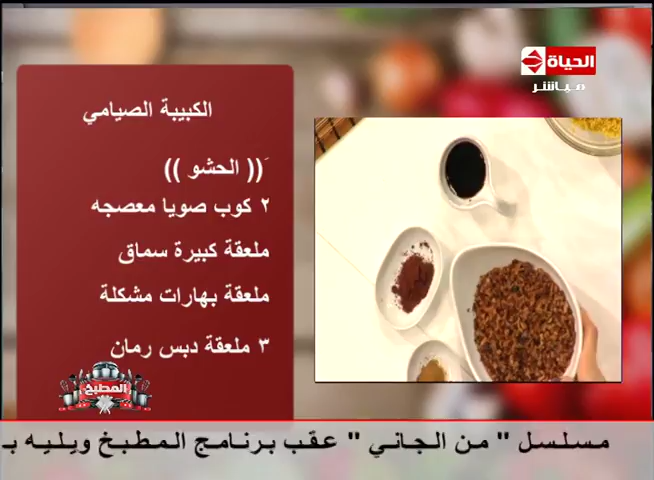 الحياة
مباشر
الكبيبة الصيامي
َ(( الحشو ))
٢ كوب صويا معصجه
ملعقة كبيرة سماق
ملعقة بهارات مشكلة
٣ ملعقة دبس رمان
المطبخ
مسلسل " من الجاني " عقب برنامج المطبخ ويليه بـ